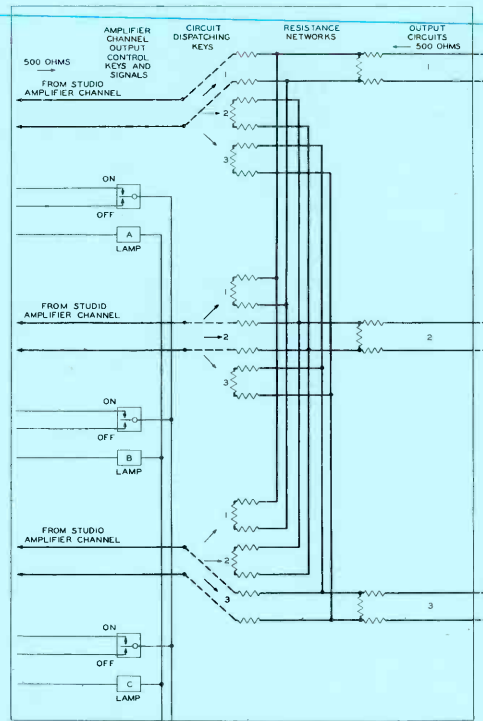 AMPLIFIER
CHANNEL
OUTPUT
CONTROL
KEYS AND
SIGNALS
CIRCUIT
DISPATCHING
KEYS
RESISTANCE
NETWORKS
OUTPUT
CIRCUITS
500 OHMS
500 OHMS
FROM STUDIO
AMPLIFIER CHANNEL
1
2
3
1
ON
OFF
A
LAMP
FROM STUDIO
AMPLIFIER CHANNEL
1
2
3
2
ON
OFF
B
LAMP
FROM STUDIO
AMPLIFIER CHANNEL
1
2
3
3
ON
OFF
C
LAMP